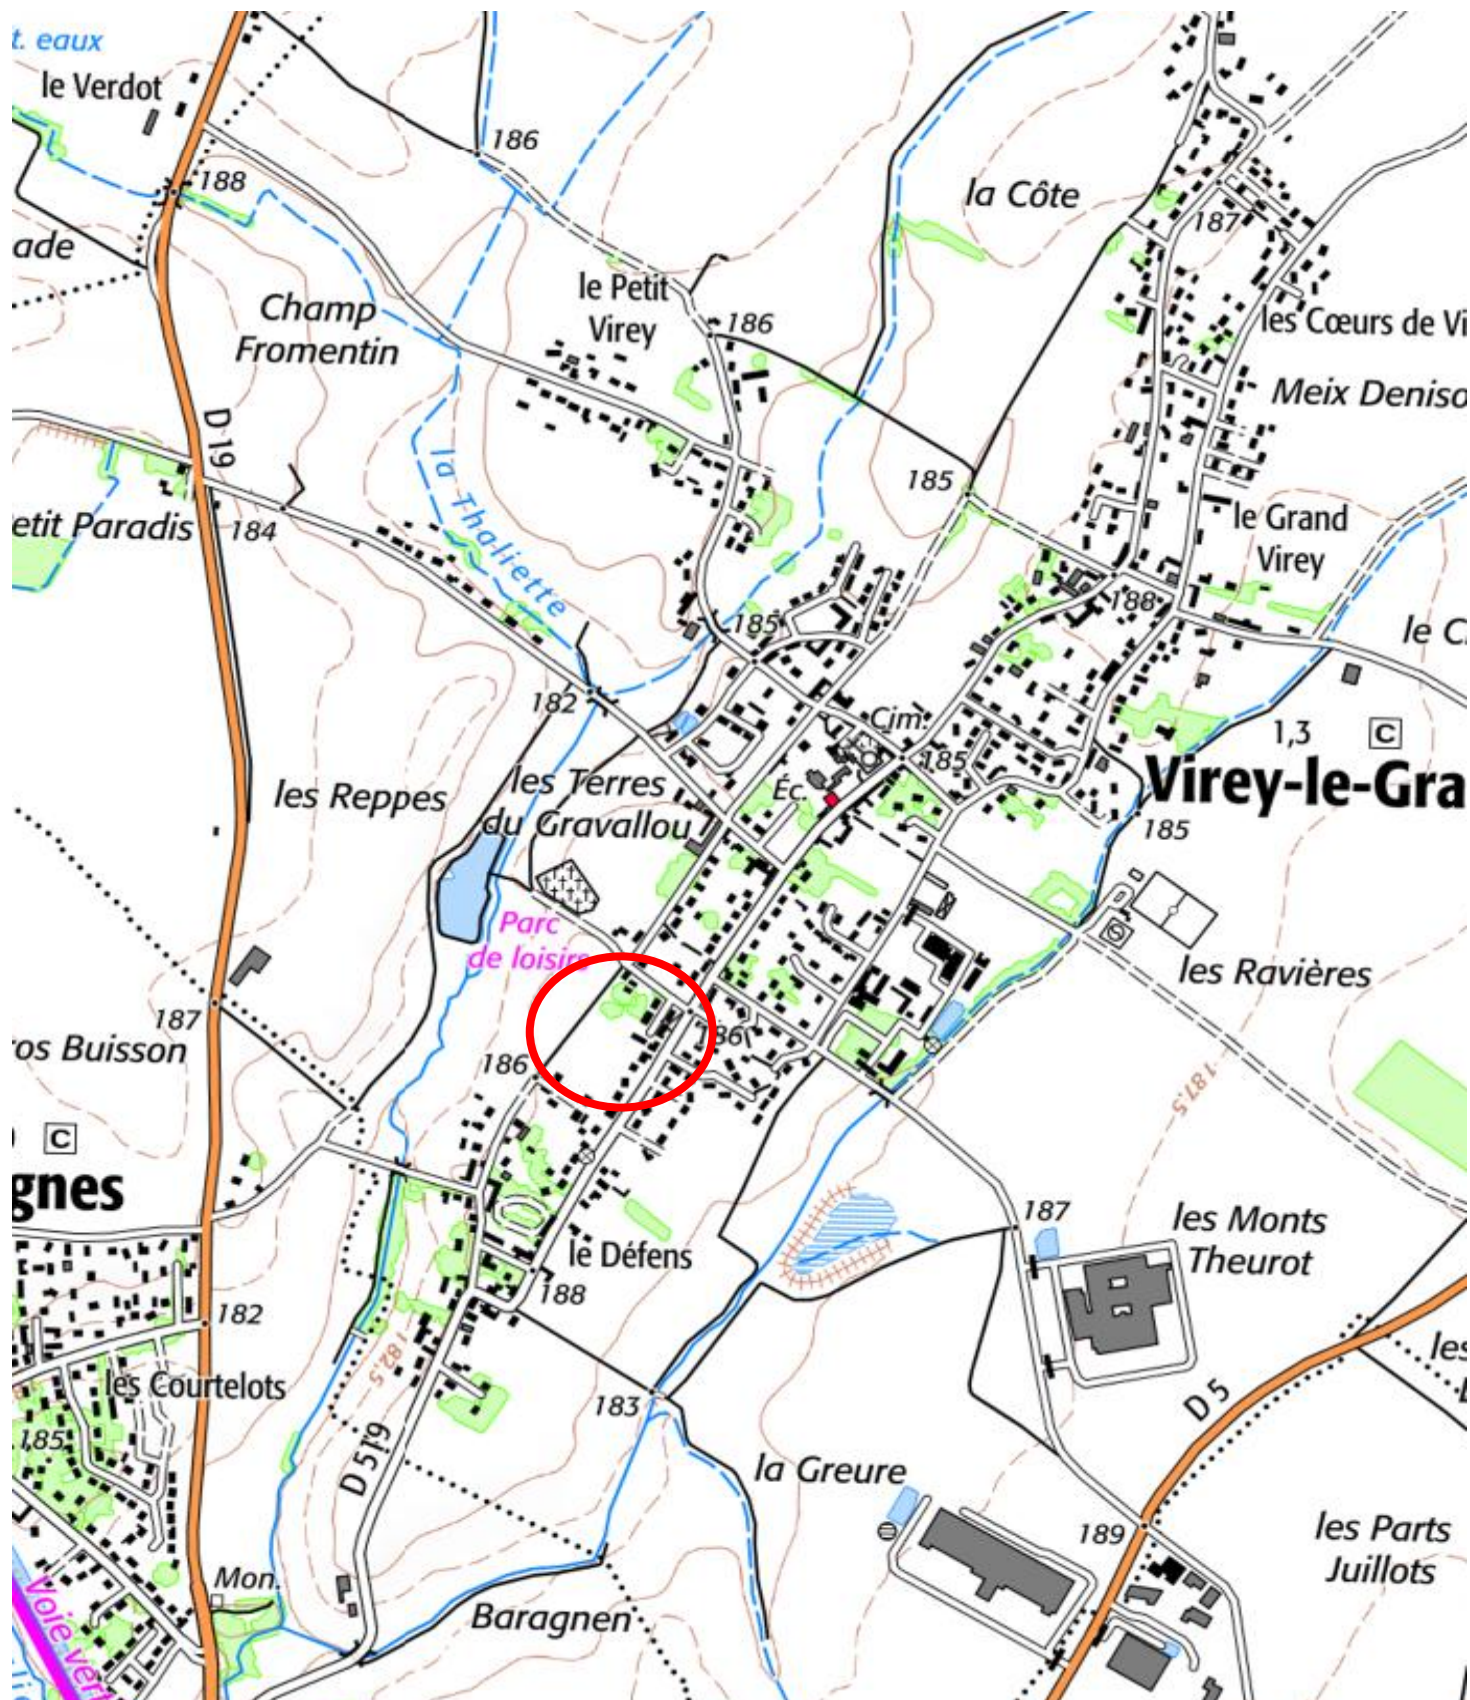 t. eaux
le Verdot
186
188
la Côte
187
ade
le Petit
Virey
Champ
Fromentin
186
les Cœurs de Vi
Meix Deniso
D 19
la Thaliette
185
etit Paradis
184
le Grand
Virey
188
185
le C
182
Cim.
1,3
C
185
Virey-le-Gra
les Reppes
les Terres
du Gravallou
Éc.
185
Parc
de loisirs
les Ravières
187
186
os Buisson
186
187.5
C
gnes
187
les Monts
Theurot
le Défens
188
182
182.5
les Courtelots
les
183
D 5
185
D 519
la Greure
189
les Parts
Juillots
Mon.
Voie vert
Baragnen